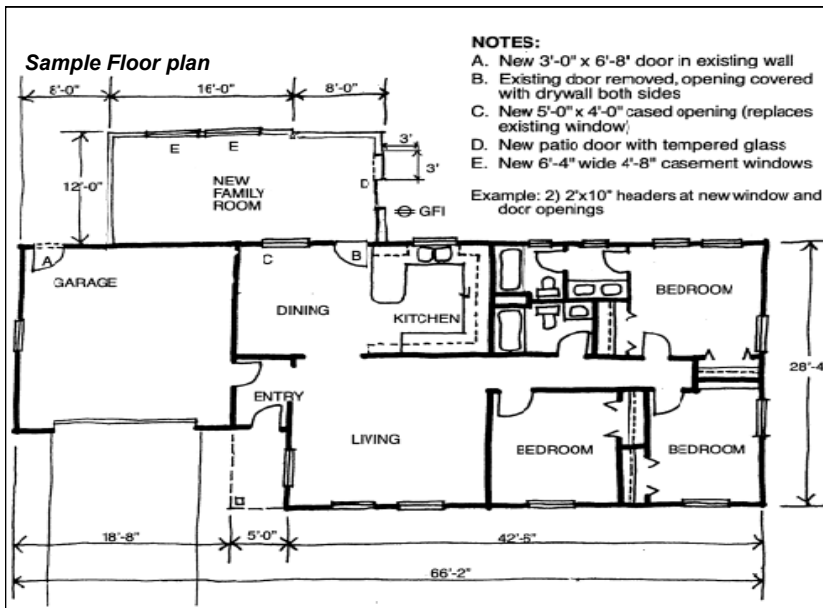 Sample Floor plan
NOTES:
A. New 3'-0" x 6'-8" door in existing wall
B. Existing door removed, opening covered
with drywall both sides
C. New 5'-0" x 4'-0" cased opening (replaces
existing window)
D. New patio door with tempered glass
E. New 6'-4" wide 4'-8" casement windows
Example: 2) 2'x10" headers at new window and
door openings
8'-0" 16'-0" 8'-0"
3'
3'
E E
12'-0"
NEW
FAMILY
ROOM
D
GFI
A
C
B
GARAGE
DINING
KITCHEN
BEDROOM
28'-4
ENTRY
LIVING
BEDROOM
BEDROOM
18'-8" 5'-0" 42'-6"
66'-2"